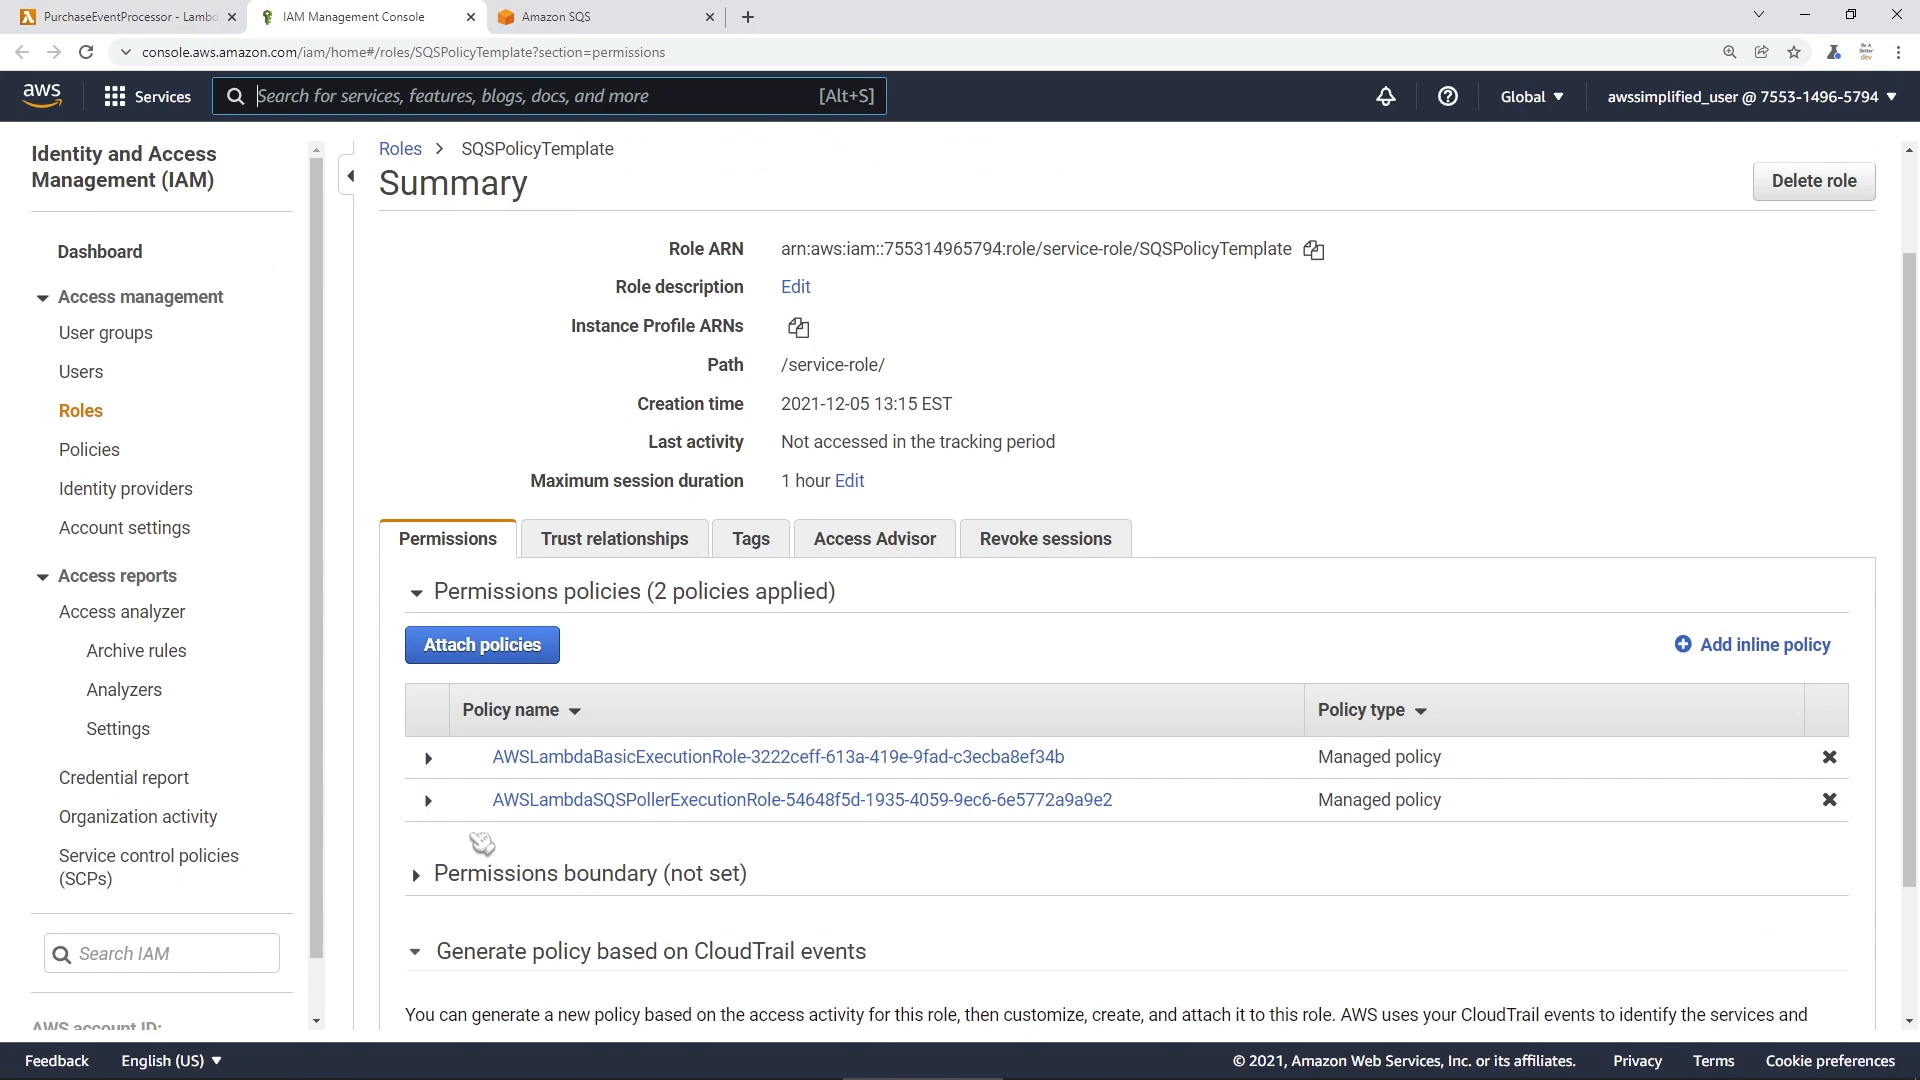 PurchaseEventProcessor - Lambd
IAM Management Console
Amazon SQS
console.aws.amazon.com/iam/home#/roles/SQSPolicyTemplate?section=permissions
aws
Services
Search for services, features, blogs, docs, and more
[Alt+S]
Global
awssimplified_user @ 7553-1496-5794
Identity and Access
Management (IAM)
Dashboard
Access management
User groups
Users
Roles
Policies
Identity providers
Account settings
Access reports
Access analyzer
Archive rules
Analyzers
Settings
Credential report
Organization activity
Service control policies
(SCPs)
Search IAM
AWS account ID:
Roles > SQSPolicyTemplate
Summary
Delete role
Role ARN arn:aws:iam::755314965794:role/service-role/SQSPolicyTemplate
Role description Edit
Instance Profile ARNs
Path /service-role/
Creation time 2021-12-05 13:15 EST
Last activity Not accessed in the tracking period
Maximum session duration 1 hour Edit
Permissions Trust relationships Tags Access Advisor Revoke sessions
Permissions policies (2 policies applied)
Attach policies
Add inline policy
Policy name Policy type
AWSLambdaBasicExecutionRole-3222ceff-613a-419e-9fad-c3ecba8ef34b Managed policy
AWSLambdaSQSPollerExecutionRole-54648f5d-1935-4059-9ec6-6e5772a9a9e2 Managed policy
Permissions boundary (not set)
Generate policy based on CloudTrail events
You can generate a new policy based on the access activity for this role, then customize, create, and attach it to this role. AWS uses your CloudTrail events to identify the services and
Feedback English (US)
© 2021, Amazon Web Services, Inc. or its affiliates. Privacy Terms Cookie preferences